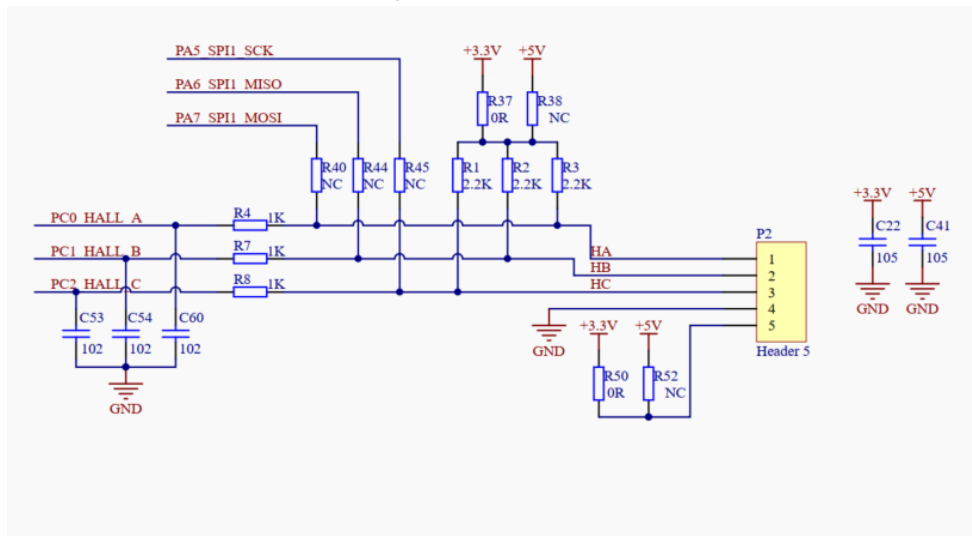 PA5_SPI1_SCK
+3.3V +5V
PA6_SPI1_MISO
R37 R38
0R NC
PA7_SPI1_MOSI
R40 R44 R45 R1 R2 R3
NC NC NC 2.2K 2.2K 2.2K
+3.3V +5V
PC0_HALL_A R4 1K
C22 C41
P2
PC1_HALL_B R7 1K HA 1
105 105
HB 2
PC2_HALL_C R8 1K HC 3
GND GND
4
C53 C54 C60
+3.3V +5V 5
102 102 102
GND
Header 5
R50 R52
0R NC
GND